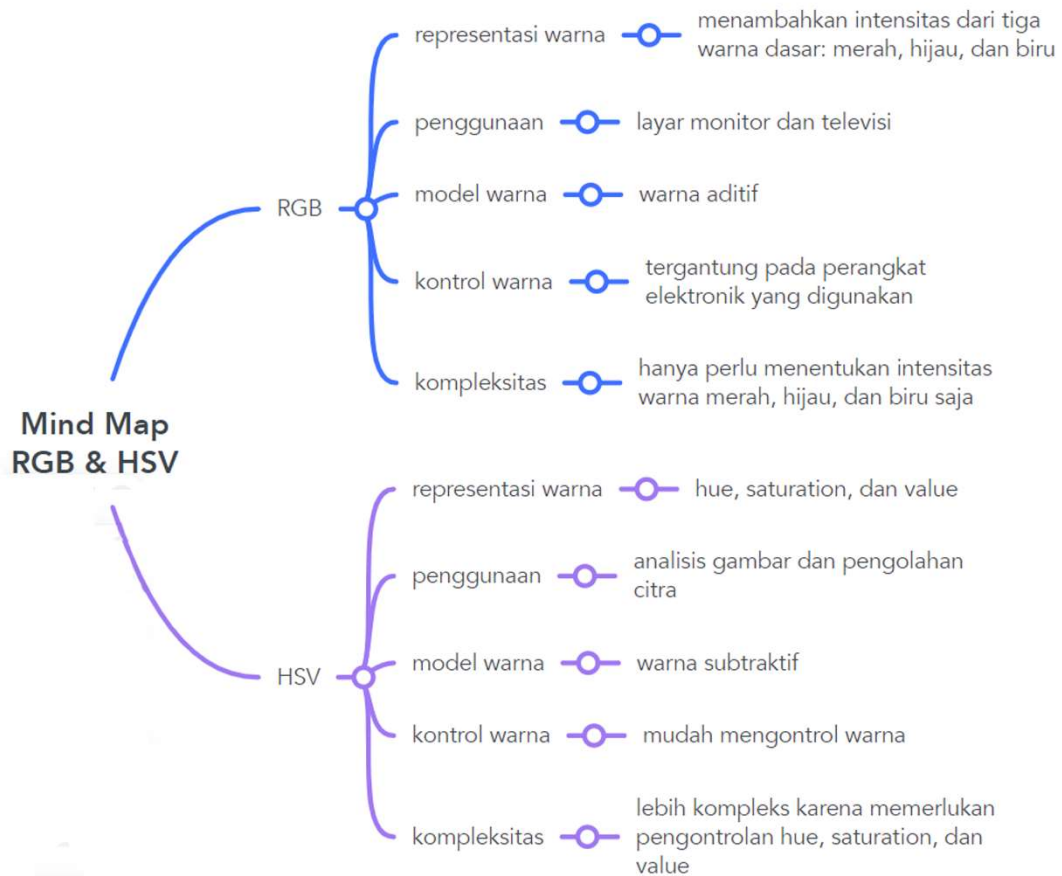 Mind Map
RGB & HSV
RGB
representasi warna
menambahkan intensitas dari tiga
warna dasar: merah, hijau, dan biru
penggunaan
layar monitor dan televisi
model warna
warna aditif
kontrol warna
tergantung pada perangkat
elektronik yang digunakan
kompleksitas
hanya perlu menentukan intensitas
warna merah, hijau, dan biru saja
HSV
representasi warna
hue, saturation, dan value
penggunaan
analisis gambar dan pengolahan
citra
model warna
warna subtraktif
kontrol warna
mudah mengontrol warna
kompleksitas
lebih kompleks karena memerlukan
pengontrolan hue, saturation, dan
value